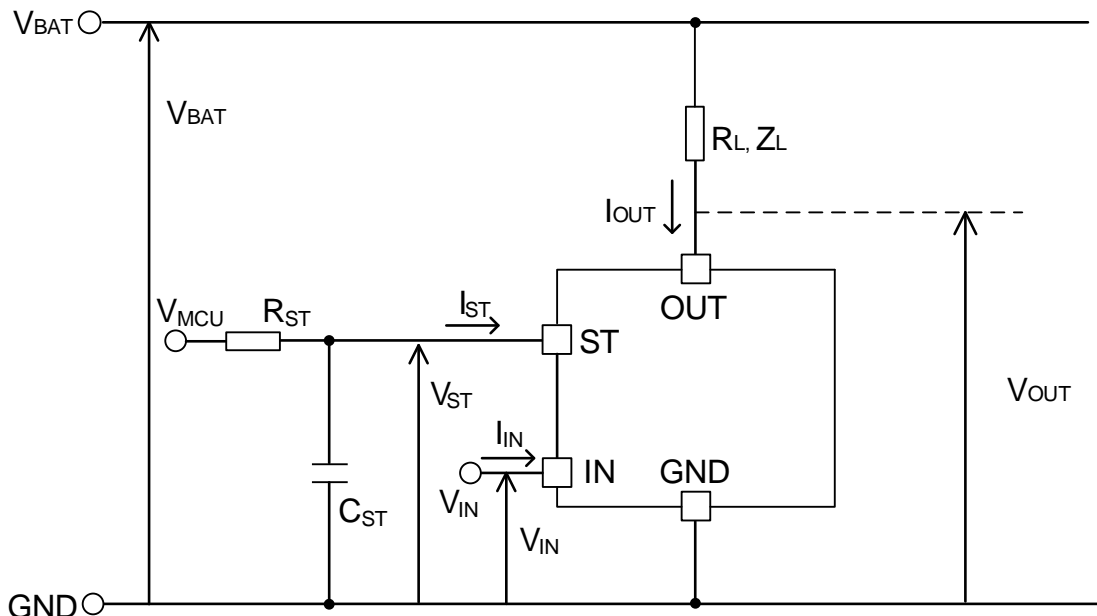 VBAT
VBAT
RL, ZL
IOUT
OUT
VMCU
RST
IST
ST
VST
VOUT
IIN
IN
GND
VIN
CST
VIN
GND